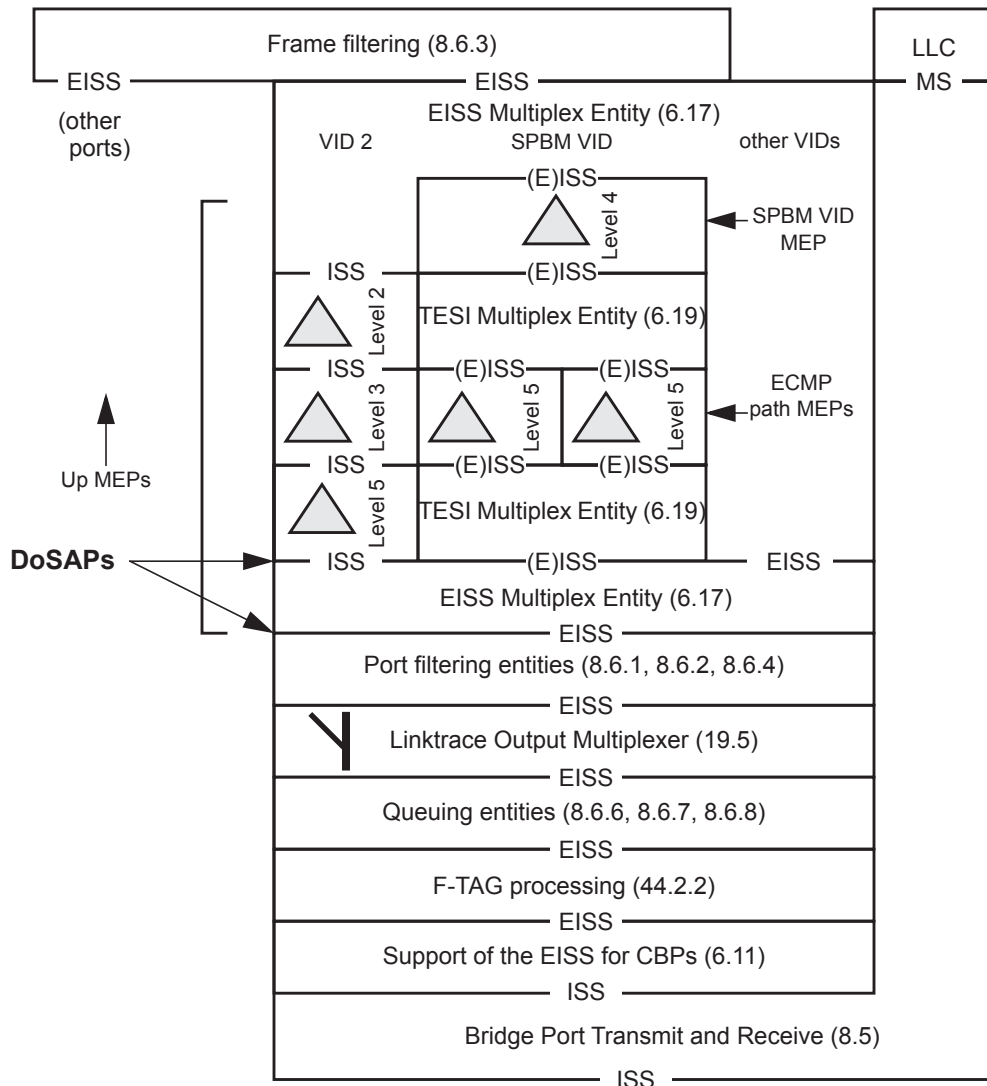 Frame filtering (8.6.3)
LLC
EISS
EISS
MS
(other
ports)
EISS Multiplex Entity (6.17)
VID 2
SPBM VID
other VIDs
(E)ISS
Level 4
SPBM VID
MEP
ISS
(E)ISS
Level 2
TESI Multiplex Entity (6.19)
ISS
(E)ISS
(E)ISS
Level 3
Level 5
Level 5
ECMP
path MEPs
Up MEPs
ISS
(E)ISS
(E)ISS
Level 5
TESI Multiplex Entity (6.19)
DoSAPs
ISS
(E)ISS
EISS
EISS Multiplex Entity (6.17)
EISS
Port filtering entities (8.6.1, 8.6.2, 8.6.4)
EISS
Linktrace Output Multiplexer (19.5)
EISS
Queuing entities (8.6.6, 8.6.7, 8.6.8)
EISS
F-TAG processing (44.2.2)
EISS
Support of the EISS for CBPs (6.11)
ISS
Bridge Port Transmit and Receive (8.5)
ISS